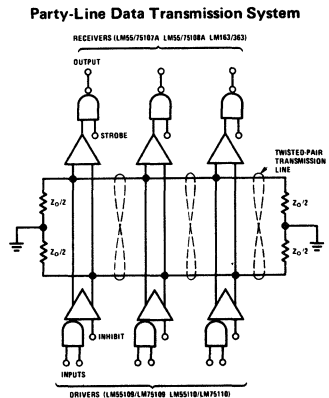 Party-Line Data Transmission System
RECEIVERS (LM55/75107A LM55/75108A LM163/363)
OUTPUT
STROBE
TWISTED-PAIR
TRANSMISSION
LINE
Z₀/2
Z₀/2
Z₀/2
Z₀/2
INHIBIT
INPUTS
DRIVERS (LM55109/LM75109 LM55110/LM75110)